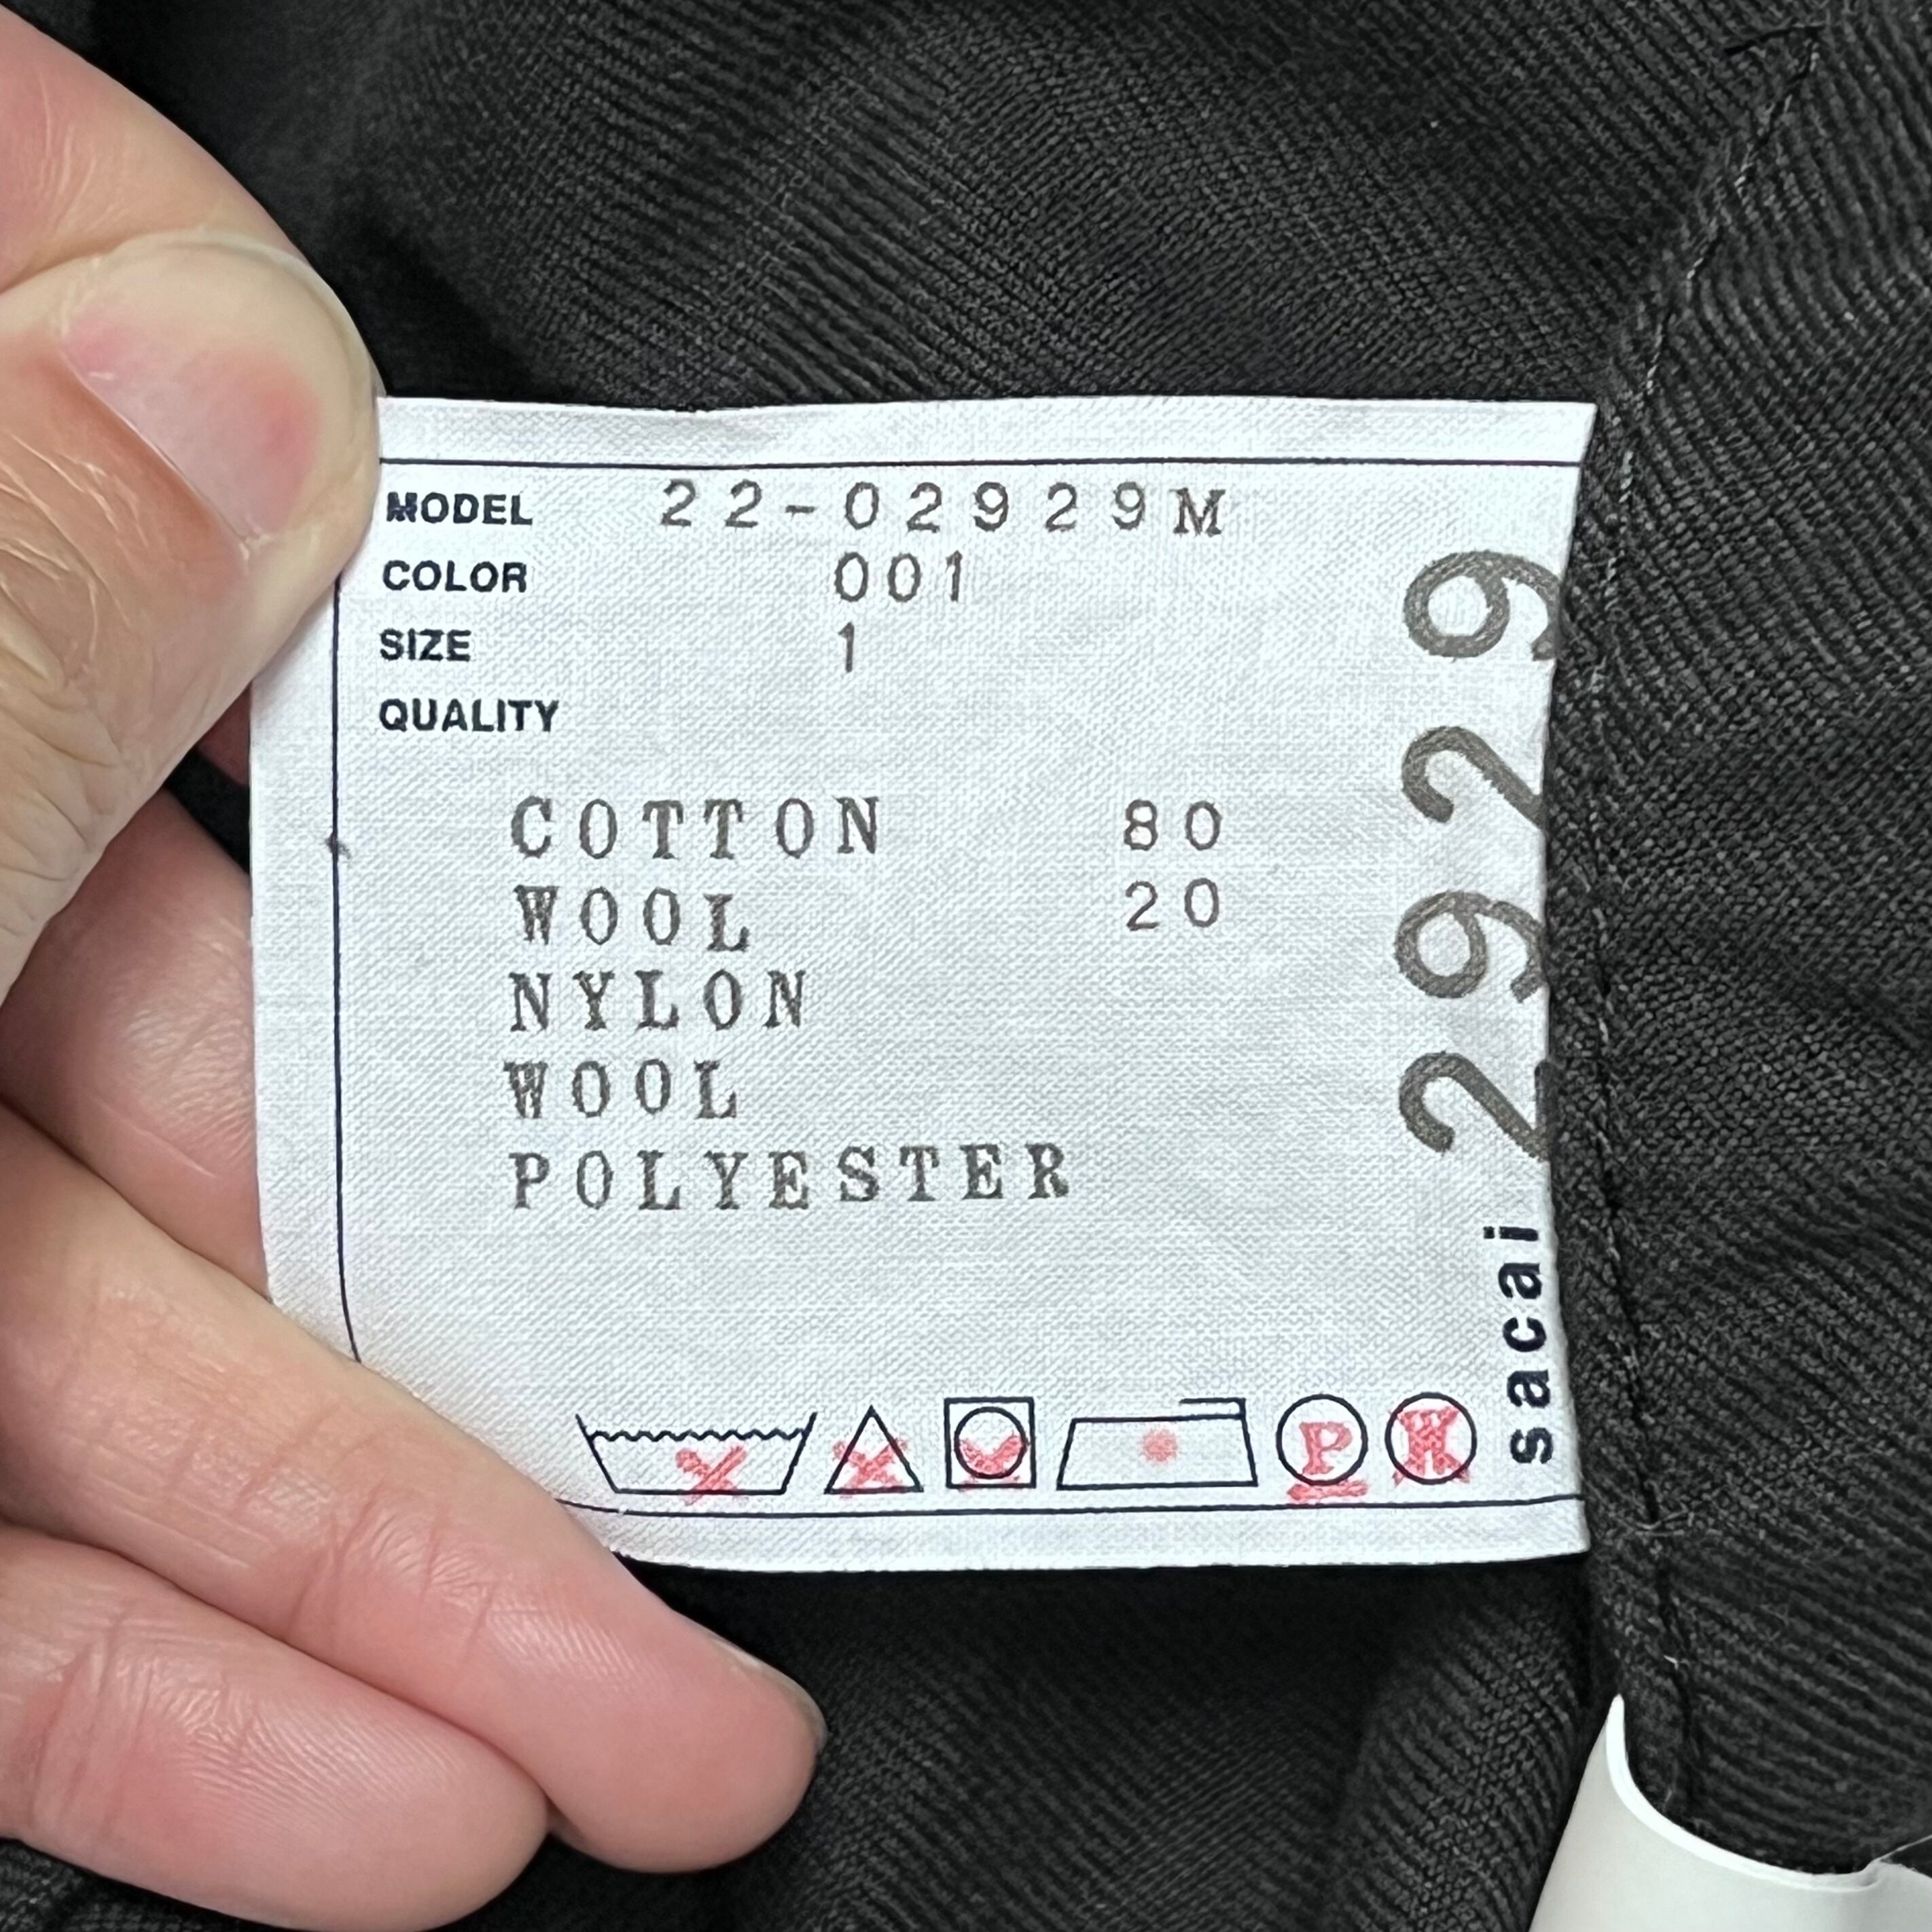 MODEL 22-02929M
COLOR 001
SIZE 1
QUALITY
COTTON 80
WOOL 20
NYLON
WOOL
POLYESTER
P W
sacai 2929